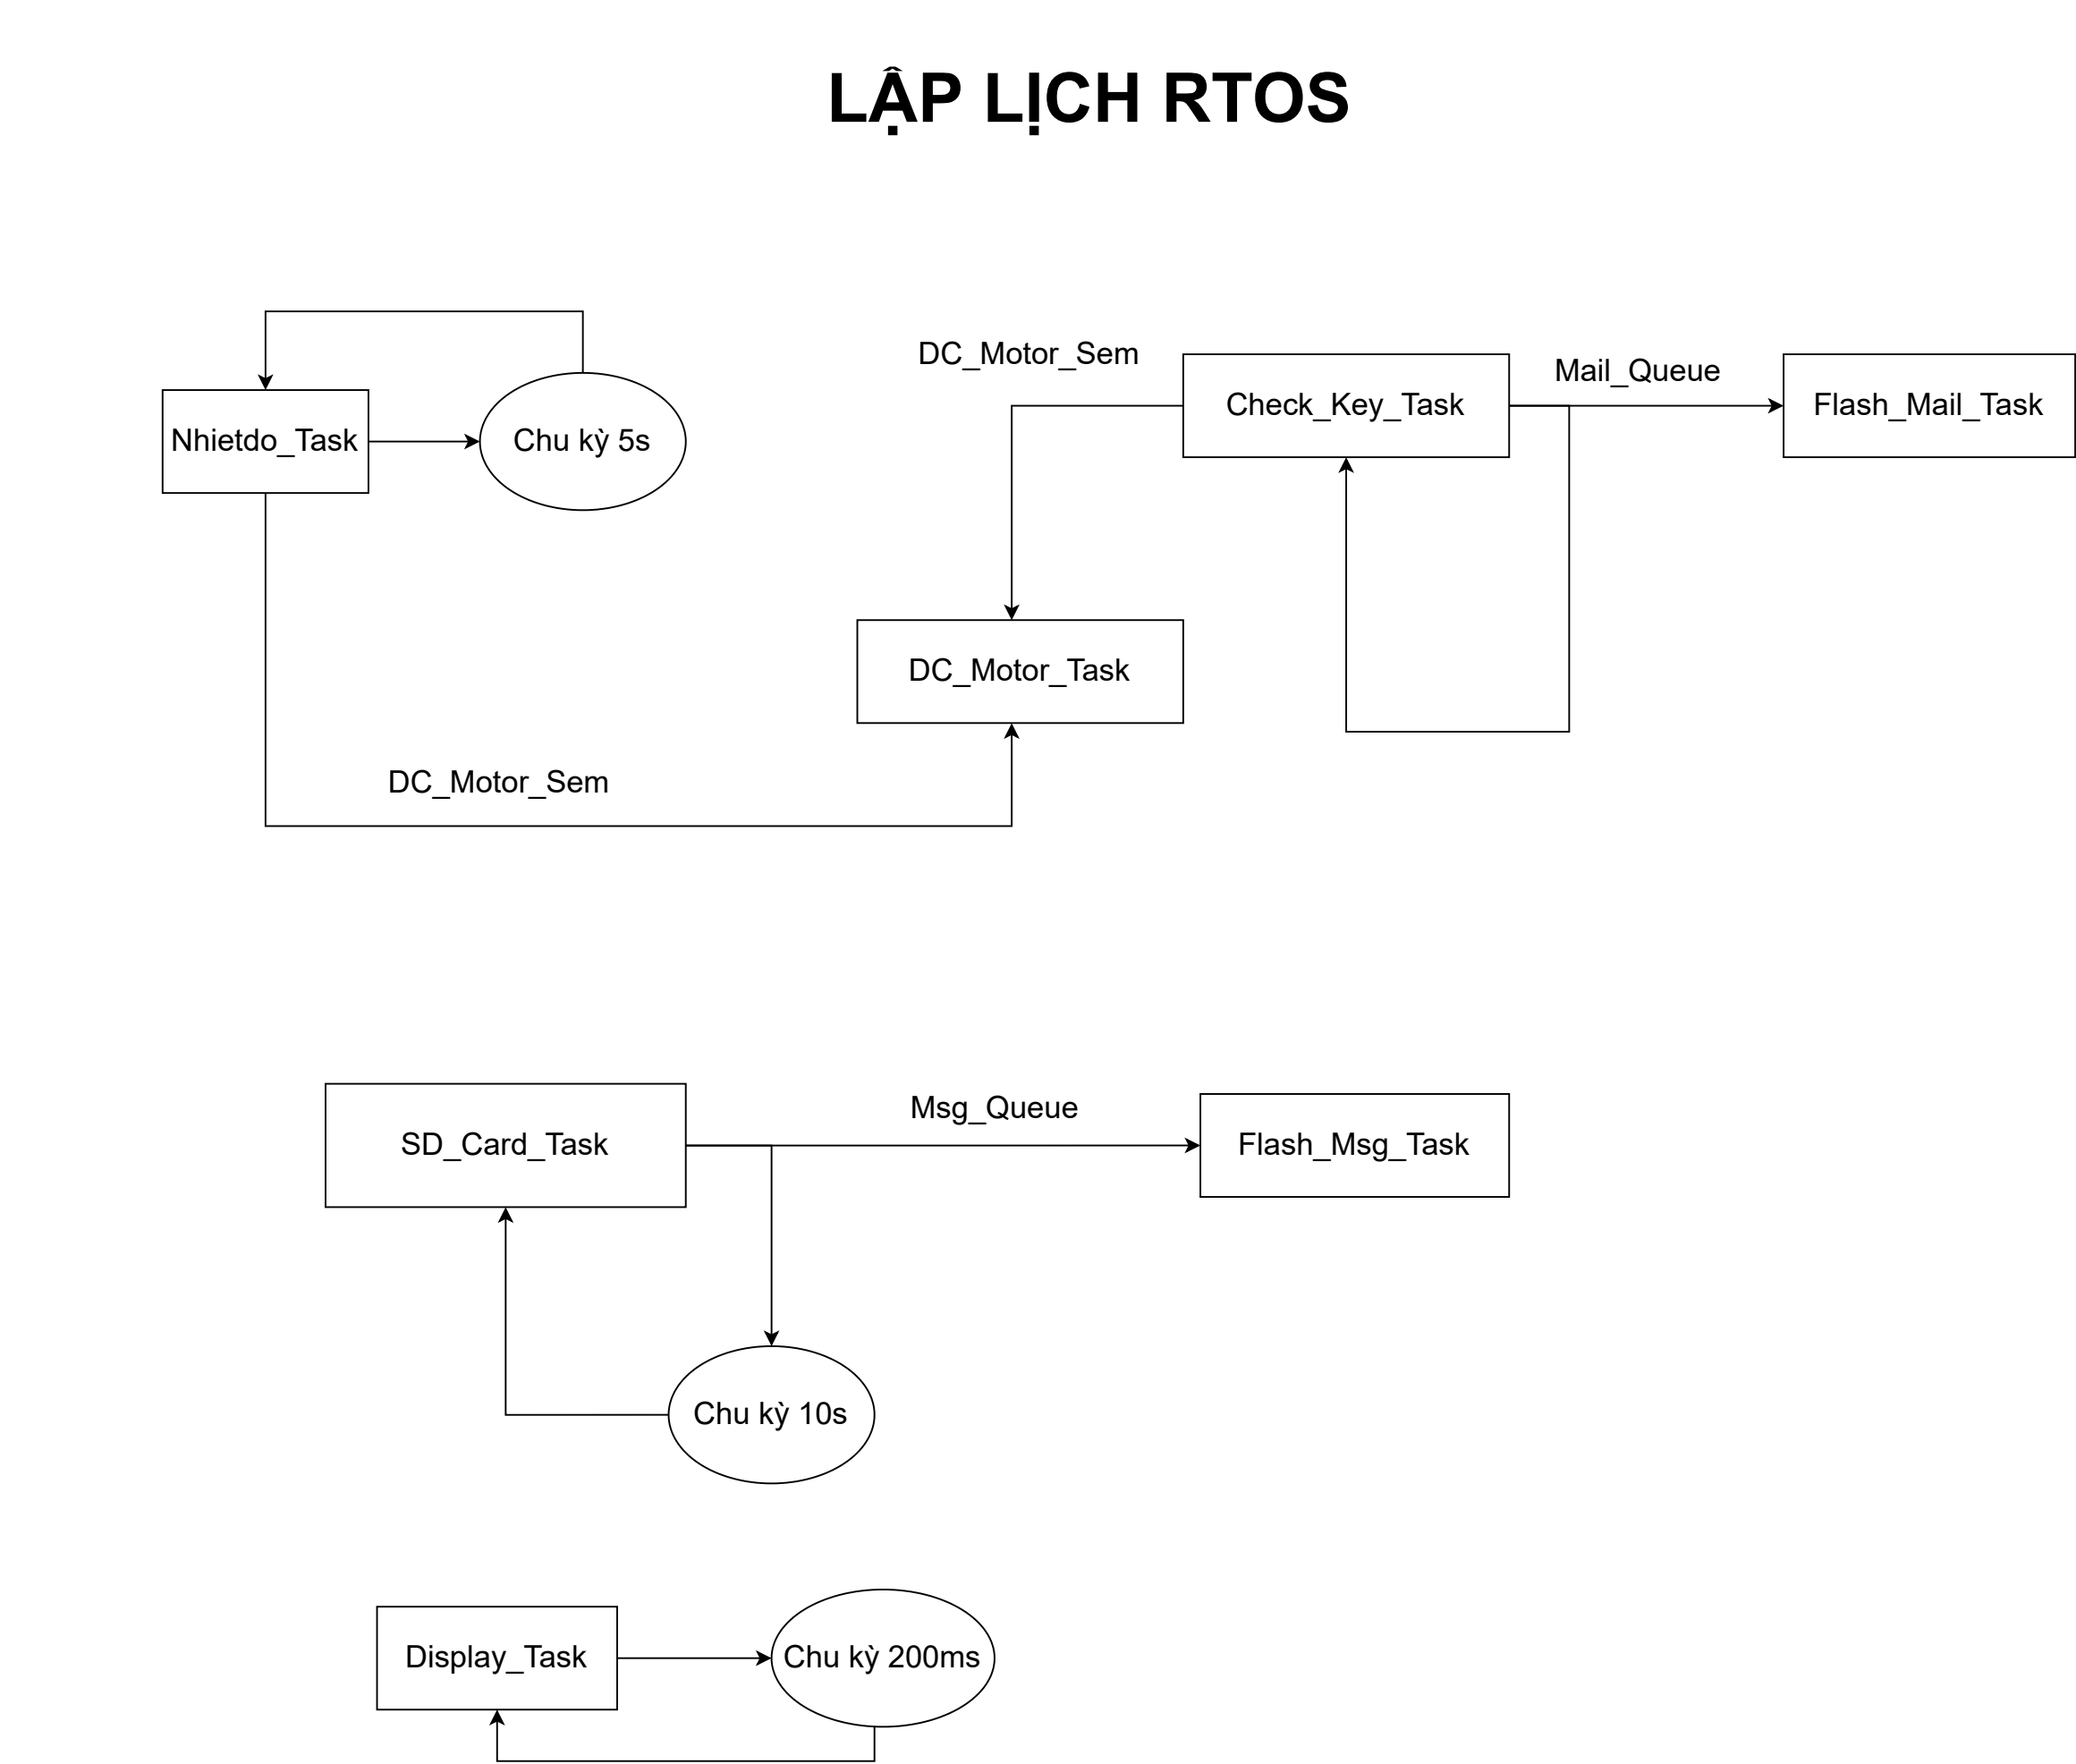 LẬP LỊCH RTOS
DC_Motor_Sem
Mail_Queue
Nhietdo_Task
Chu kỳ 5s
Check_Key_Task
Flash_Mail_Task
DC_Motor_Task
DC_Motor_Sem
Msg_Queue
SD_Card_Task
Flash_Msg_Task
Chu kỳ 10s
Display_Task
Chu kỳ 200ms